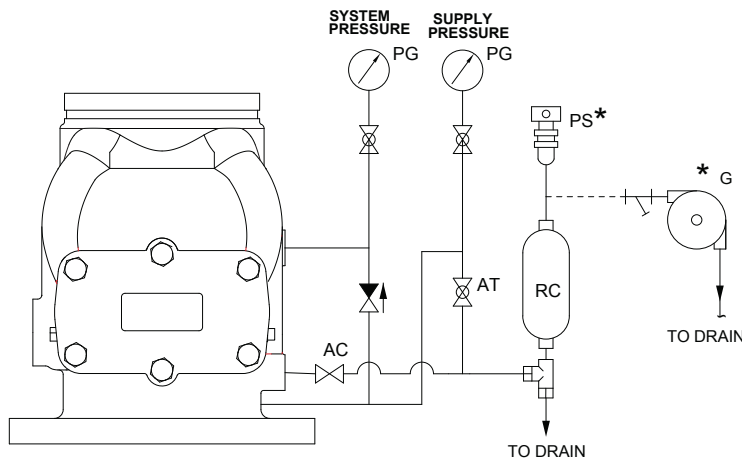 SYSTEM
PRESSURE
SUPPLY
PRESSURE
PG
PG
PS*
* G
AT
RC
TO DRAIN
AC
TO DRAIN